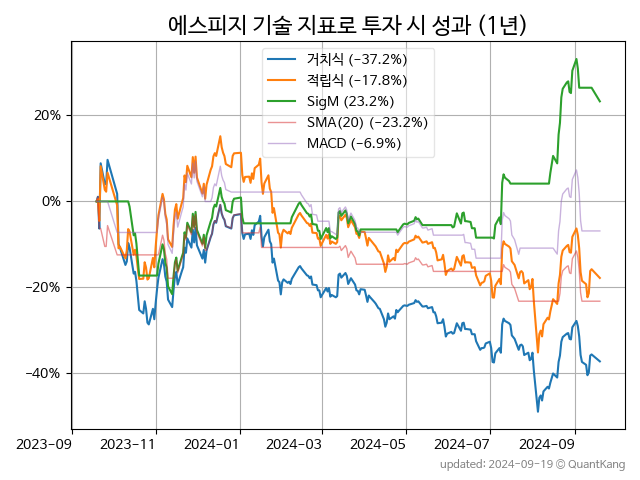 에스피지 기술 지표로 투자 시 성과 (1년)
거치식 (−37.2%)
적립식 (−17.8%)
SigM (23.2%)
SMA(20) (−23.2%)
MACD (−6.9%)
20%
0%
−20%
−40%
2023-09 2023-11 2024-01 2024-03 2024-05 2024-07 2024-09
updated: 2024-09-19 @ QuantKang